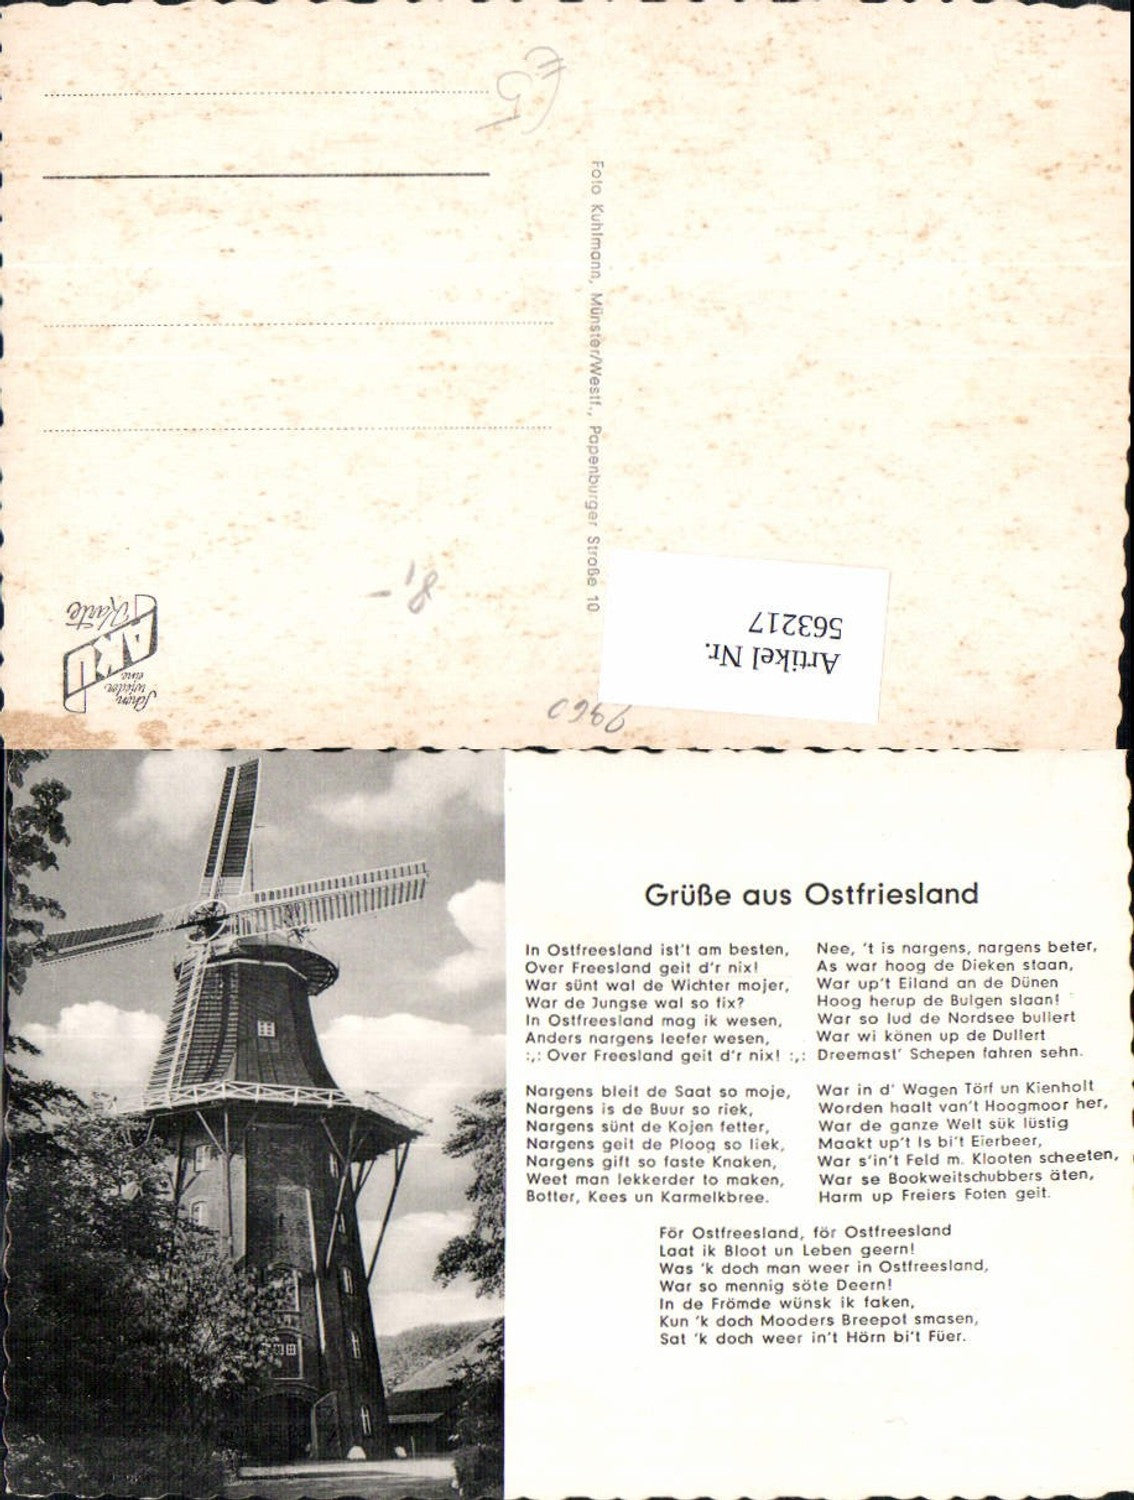 Foto Kuhlmann, Münster/Westf., Papenburger Straße 10
Artikel Nr.
563217
8,-
Schon
wieder
eine
AKU
Karte
Grüße aus Ostfriesland
In Ostfreesland ist't am besten,
Over Freesland geit d'r nix!
War sünt wal de Wichter mojer,
War de Jungse wal so fix?
In Ostfreesland mag ik wesen,
Anders nargens leefer wesen,
:,: Over Freesland geit d'r nix! :,:
Nargens bleit de Saat so moje,
Nargens is de Buur so riek,
Nargens sünt de Kojen fetter,
Nargens geit de Ploog so liek,
Nargens gift so faste Knaken,
Weet man lekkerder to maken,
Botter, Kees un Karmelkbree.
Nee, 't is nargens, nargens beter,
As war hoog de Dieken staan,
War up't Eiland an de Dünen
Hoog herup de Bulgen slaan!
War so lud de Nordsee bullert
War wi könen up de Dullert
Dreemast' Schepen fahren sehn.
War in d' Wagen Törf un Kienholt
Worden haalt van't Hoogmoor her,
War de ganze Welt sük lüstig
Maakt up't Is bi't Eierbeer,
War s'in't Feld m. Klooten scheeten,
War se Bookweitschubbers äten,
Harm up Freiers Foten geit.
För Ostfreesland, för Ostfreesland
Laat ik Bloot un Leben geern!
Was 'k doch man weer in Ostfreesland,
War so mennig söte Deern!
In de Frömde wünsk ik faken,
Kun 'k doch Mooders Breepot smasen,
Sat 'k doch weer in't Hörn bi't Füer.